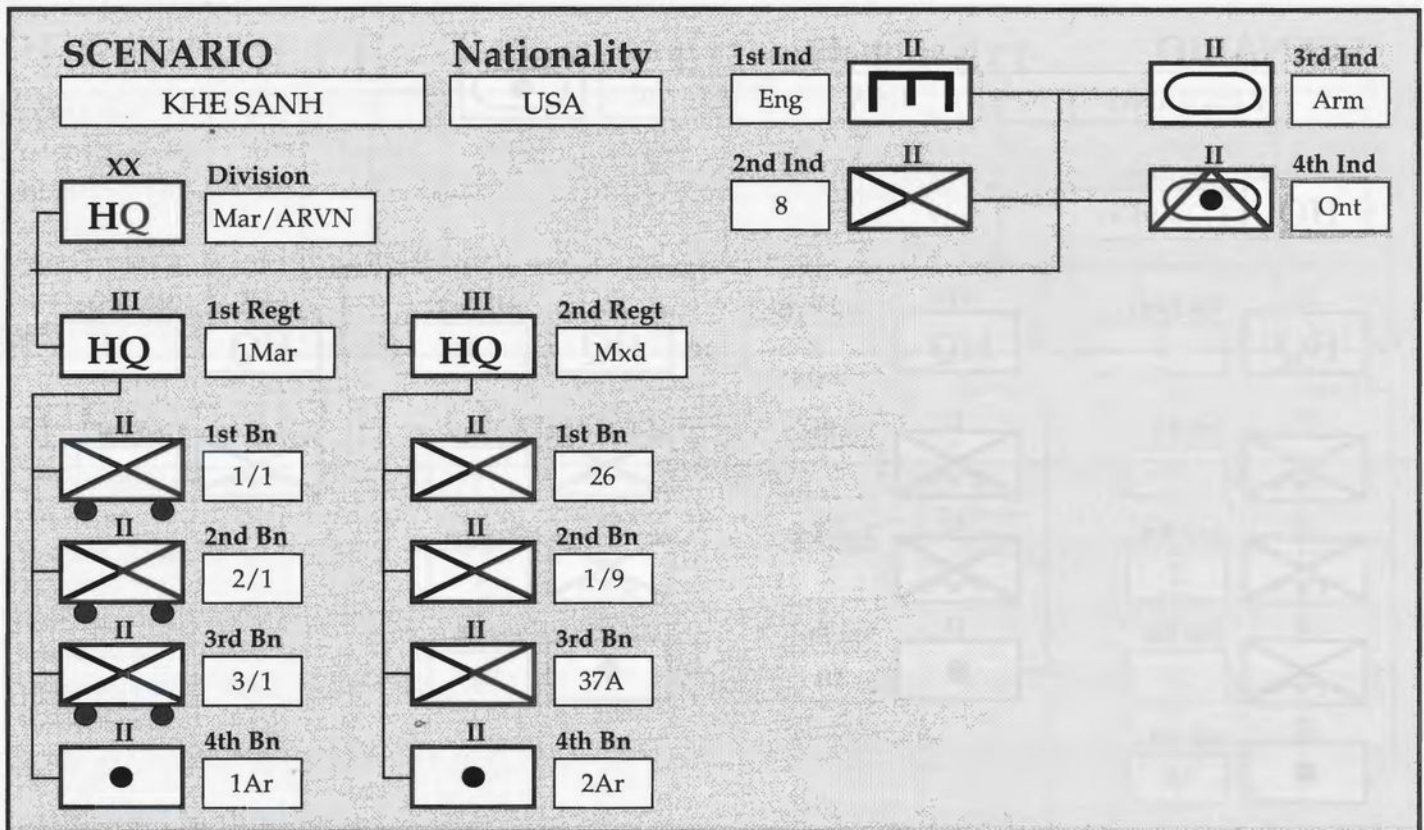 SCENARIO
KHE SANH
Nationality
USA
1st Ind
Eng
II
II
3rd Ind
Arm
2nd Ind
8
II
II
4th Ind
Ont
XX
HQ
Division
Mar/ARVN
III
HQ
1st Regt
1Mar
III
HQ
2nd Regt
Mxd
II
1st Bn
1/1
II
1st Bn
26
II
2nd Bn
2/1
II
2nd Bn
1/9
II
3rd Bn
3/1
II
3rd Bn
37A
II
4th Bn
1Ar
II
4th Bn
2Ar